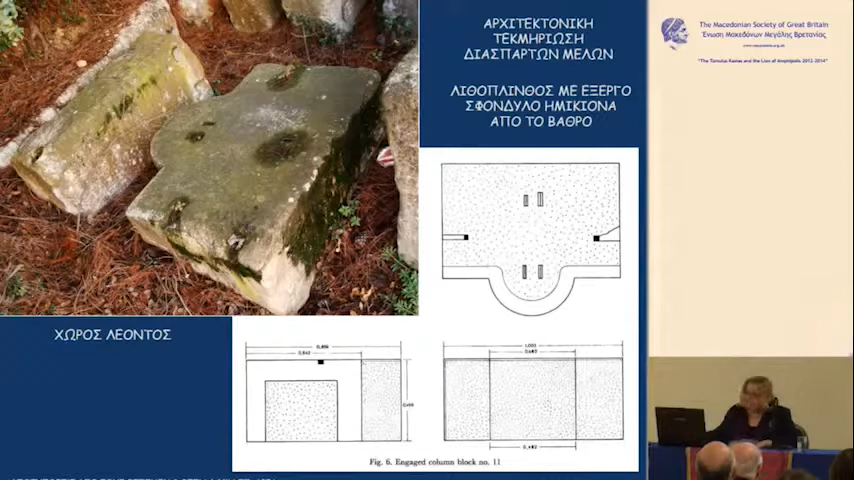 ΑΡΧΙΤΕΚΤΟΝΙΚΗ
ΤΕΚΜΗΡΙΩΣΗ
ΔΙΑΣΠΑΡΤΩΝ ΜΕΛΩΝ
ΛΙΘΟΠΛΙΝΘΟΣ ΜΕ ΕΞΕΡΓΟ
ΣΦΟΝΔΥΛΟ ΗΜΙΚΙΟΝΑ
ΑΠΟ ΤΟ ΒΑΘΡΟ
ΧΩΡΟΣ ΛΕΟΝΤΟΣ
Fig. 6. Engaged column block no. 11
The Macedonian Society of Great Britain
Ένωση Μακεδόνων Μεγάλης Βρετανίας
"The Tumulus Kastas and the Lion of Amphipolis 2012-2014"